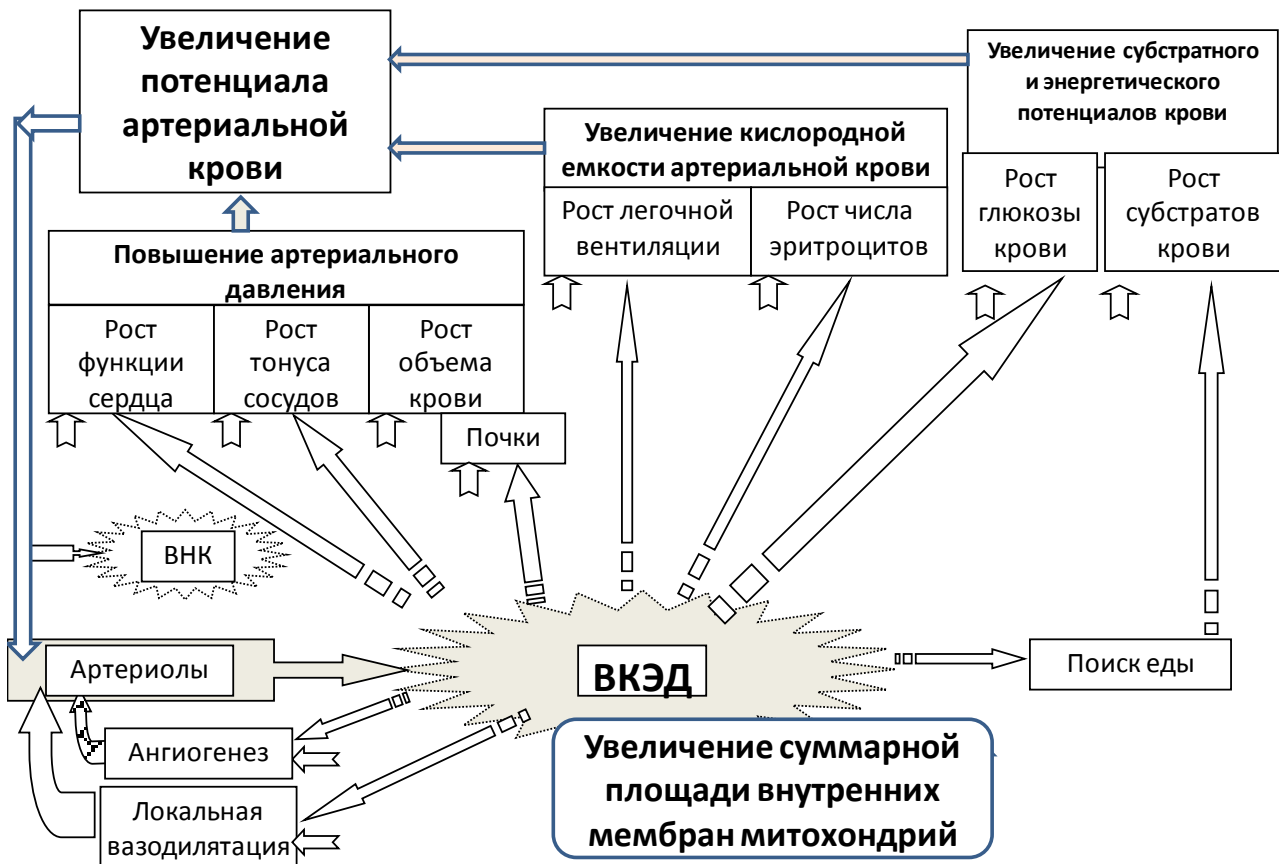 Увеличение
потенциала
артериальной
крови
Увеличение субстратного
и энергетического
потенциалов крови
Рост
глюкозы
крови
Рост
субстратов
крови
Увеличение кислородной
емкости артериальной крови
Рост легочной
вентиляции
Рост числа
эритроцитов
Повышение артериального
давления
Рост
функции
сердца
Рост
тонуса
сосудов
Рост
объема
крови
Почки
ВНК
Артериолы
ВКЭД
Поиск еды
Ангиогенез
Локальная
вазодилятация
Увеличение суммарной
площади внутренних
мембран митохондрий